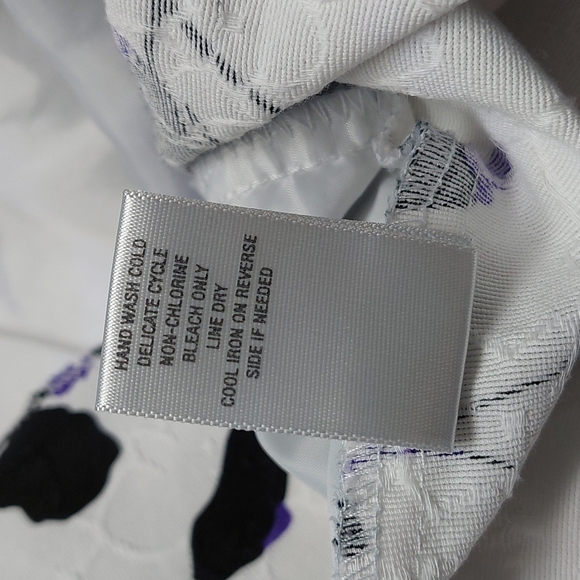 HAND WASH COLD
DELICATE CYCLE
NON-CHLORINE
BLEACH ONLY
LINE DRY
COOL IRON ON REVERSE
SIDE IF NEEDED